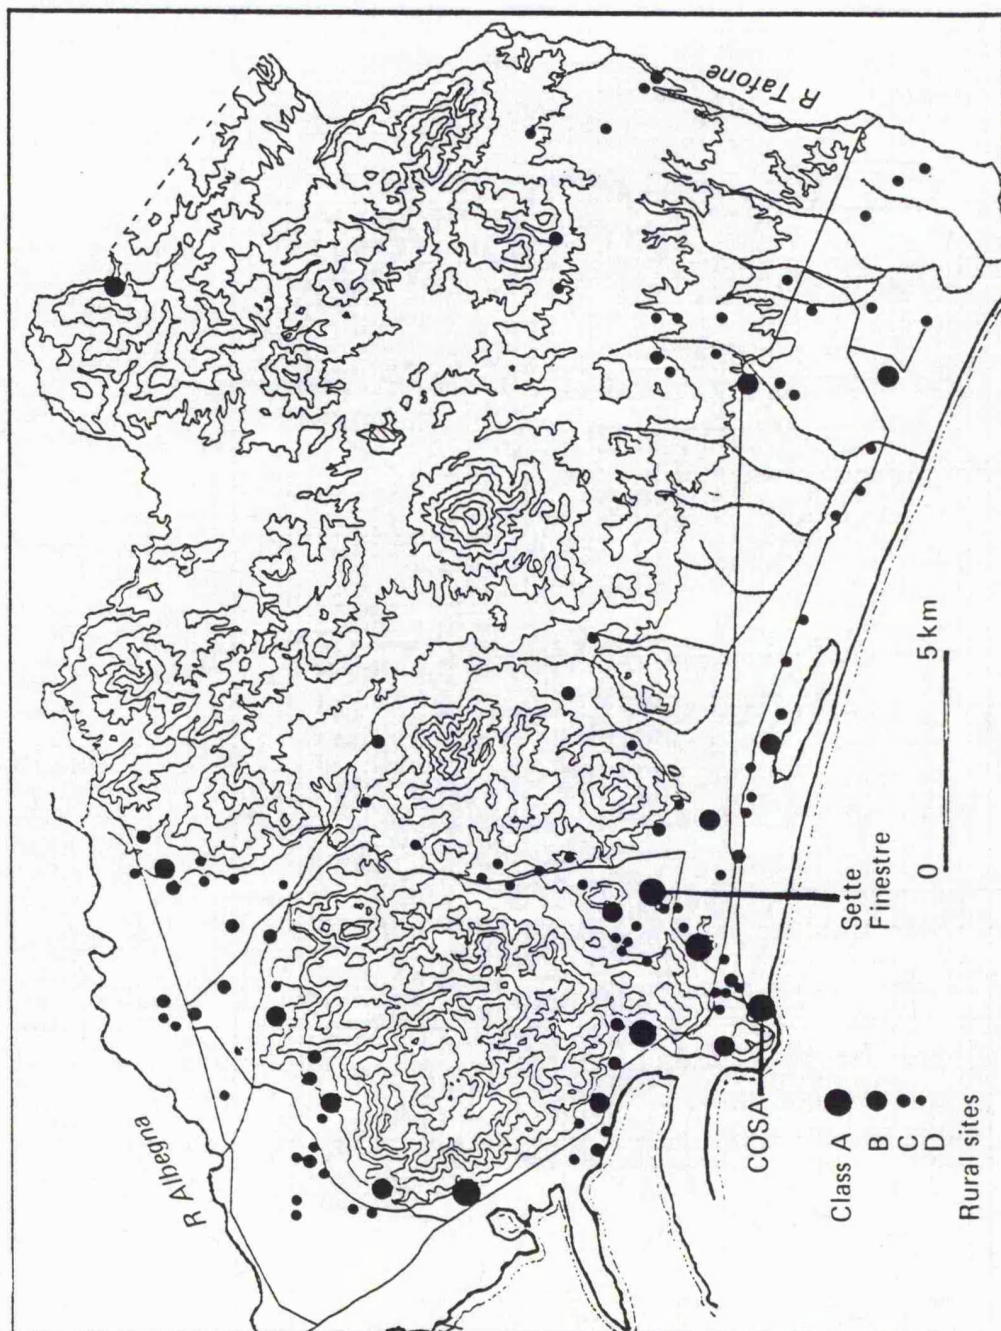 R Albegna
R Tafone
COSA
Sette
Finestre
0 5 km
Class A
B
C
D
Rural sites